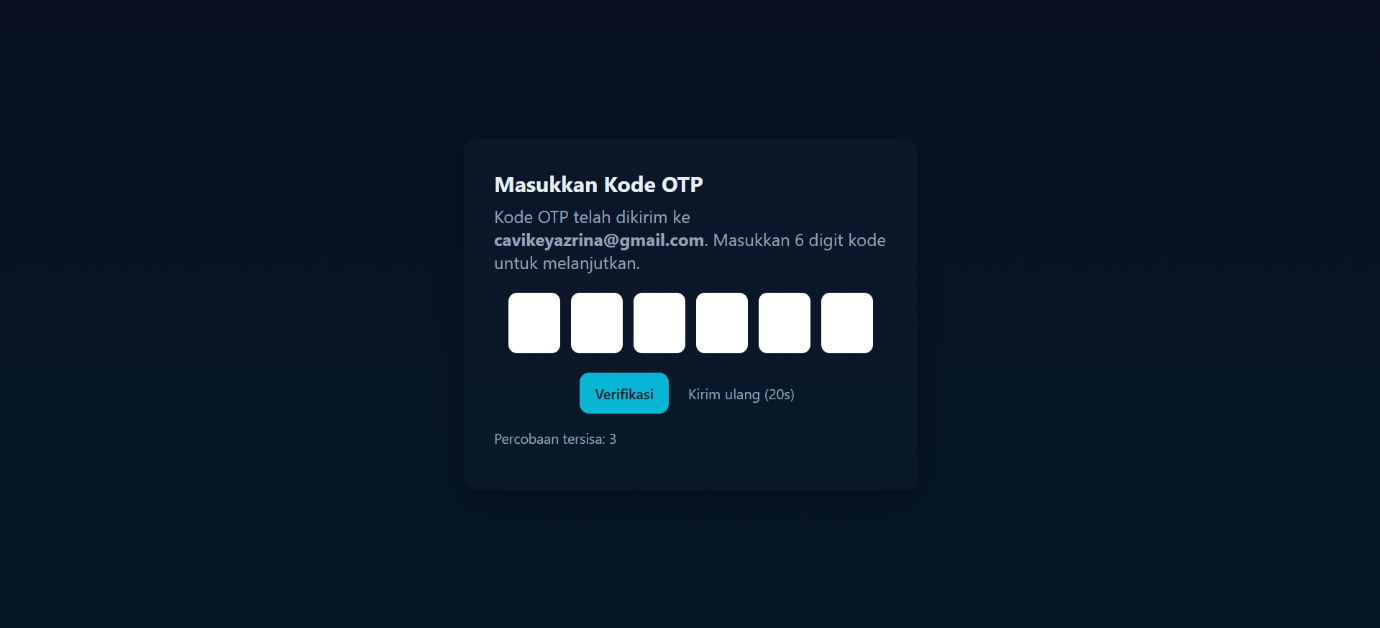 Masukkan Kode OTP
Kode OTP telah dikirim ke
cavikeyazrina@gmail.com. Masukkan 6 digit kode
untuk melanjutkan.
Verifikasi Kirim ulang (20s)
Percobaan tersisa: 3